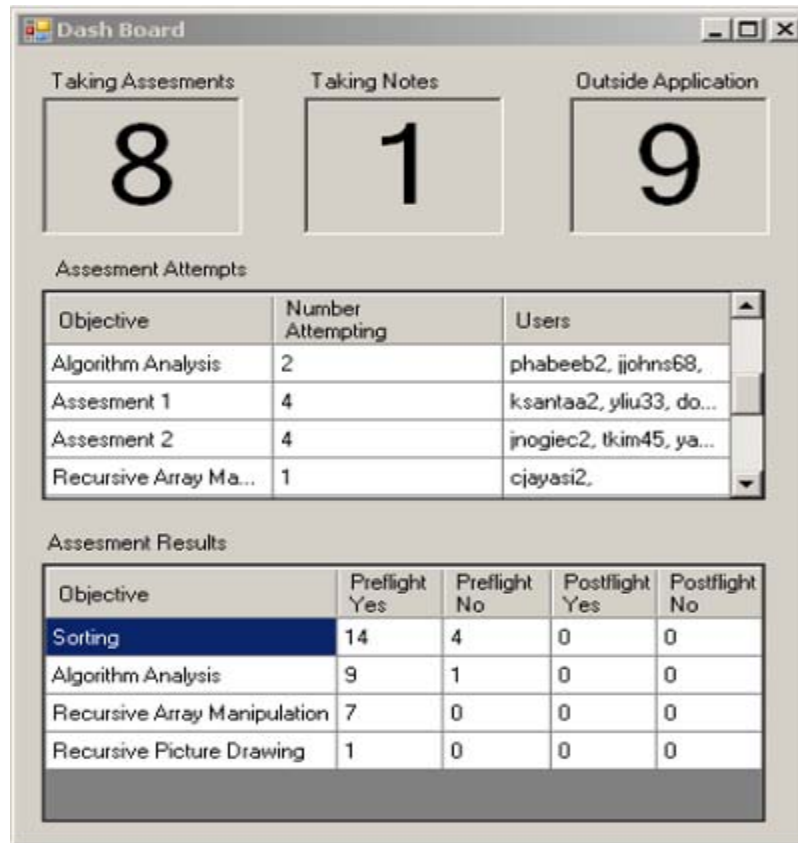 Dash Board
Taking Assesments Taking Notes Outside Application
8 1 9
Assesment Attempts
Objective Number Attempting Users
Algorithm Analysis 2 phabeeb2, jjohns68,
Assesment 1 4 ksantaa2, yliu33, do...
Assesment 2 4 jnogiec2, tkim45, ya...
Recursive Array Ma... 1 cjayasi2,
Assesment Results
Objective Preflight Yes Preflight No Postflight Yes Postflight No
Sorting 14 4 0 0
Algorithm Analysis 9 1 0 0
Recursive Array Manipulation 7 0 0 0
Recursive Picture Drawing 1 0 0 0